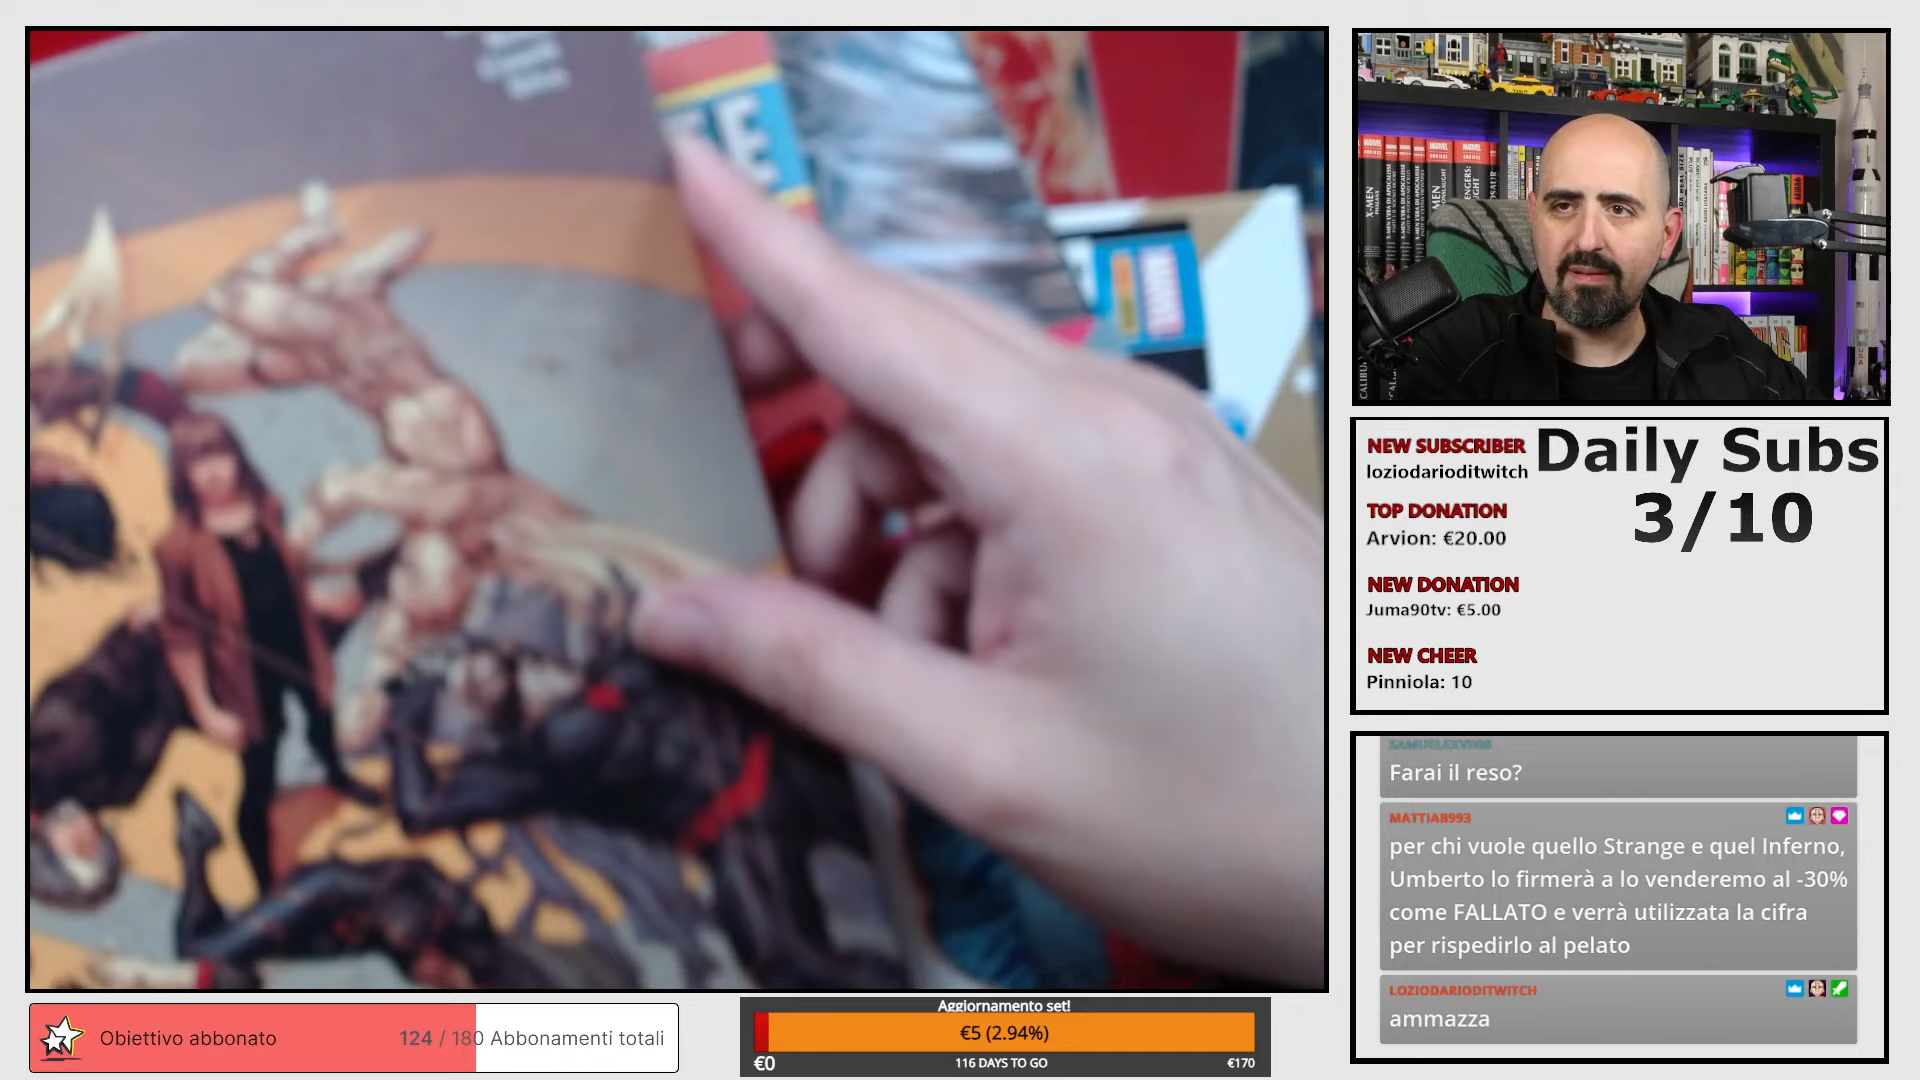 MARVEL
X-MEN
MARVEL
NEW SUBSCRIBER
loziodarioditwitch
Daily Subs
3/10
TOP DONATION
Arvion: €20.00
NEW DONATION
Juma90tv: €5.00
NEW CHEER
Pinniola: 10
Farai il reso?
MATTIAB993
per chi vuole quello Strange e quel Inferno,
Umberto lo firmerà a lo venderemo al -30%
come FALLATO e verrà utilizzata la cifra
per rispedirlo al pelato
LOZIODARIODITWITCH
ammazza
Obiettivo abbonato
124 / 180 Abbonamenti totali
Aggiornamento set!
€5 (2.94%)
€0
116 DAYS TO GO
€170